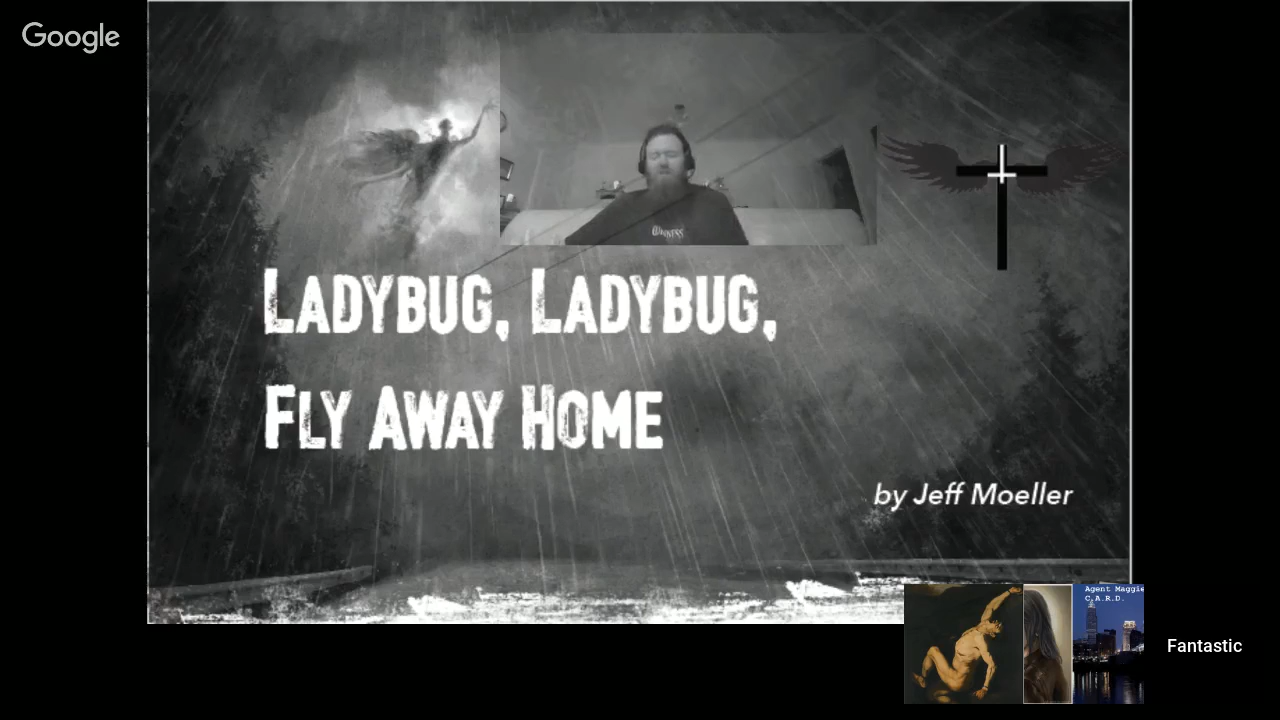 Google
LADYBUG, LADYBUG,
FLY AWAY HOME
by Jeff Moeller
Agent Maggie
C.A.R.D.
Fantastic